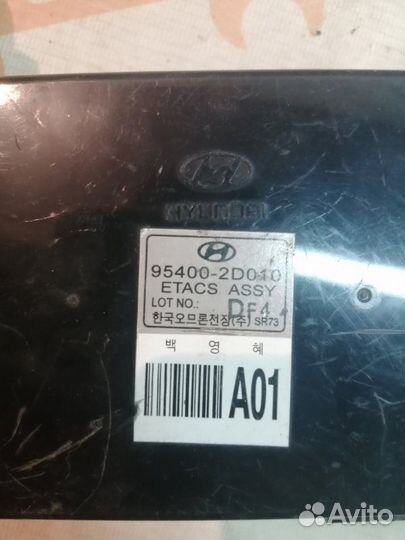 HYUNDAI
95400-2D010
ETACS ASSY
LOT NO.: DF4
한국오므론전장(주) SR73
백 영 혜
A01
Avito